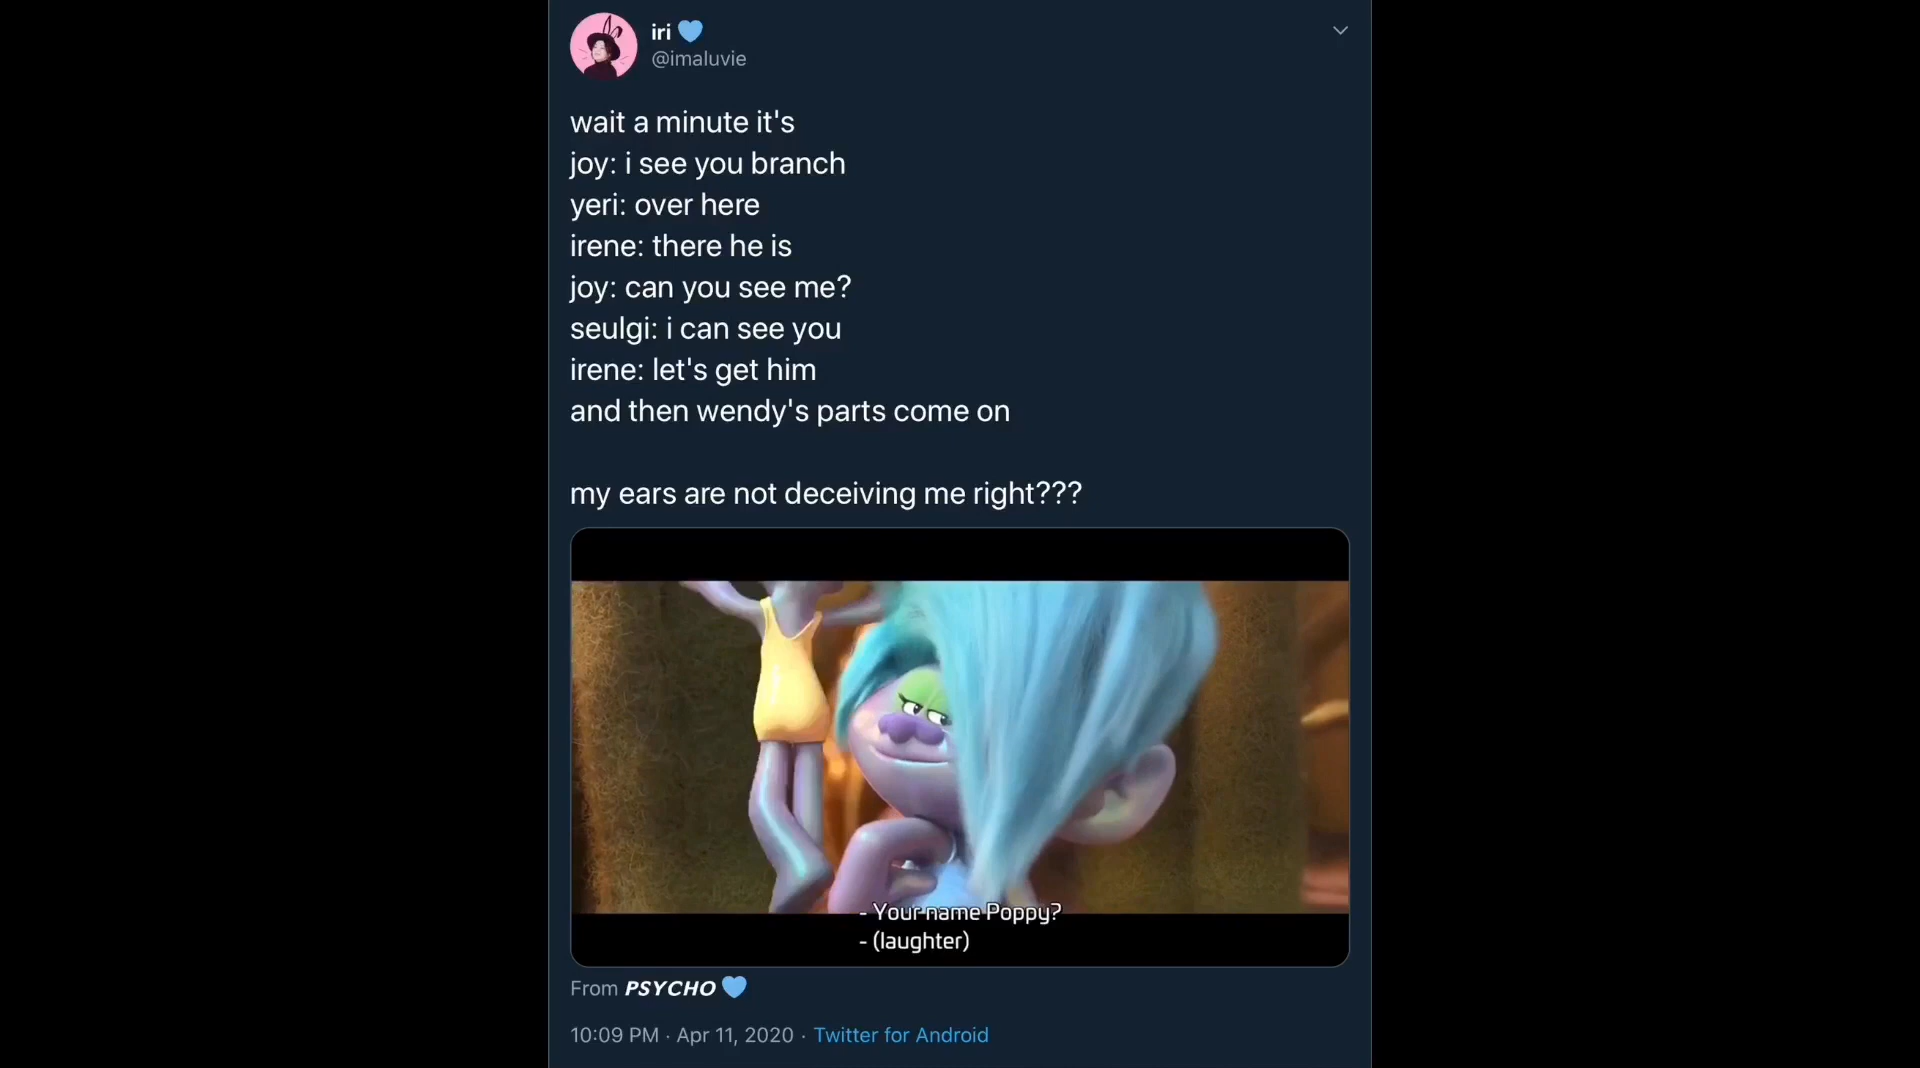 iri 💙
@imaluvie
wait a minute it's
joy: i see you branch
yeri: over here
irene: there he is
joy: can you see me?
seulgi: i can see you
irene: let's get him
and then wendy's parts come on
my ears are not deceiving me right???
- Your name Poppy?
- (laughter)
From PSYCHO 💙
10:09 PM · Apr 11, 2020 · Twitter for Android